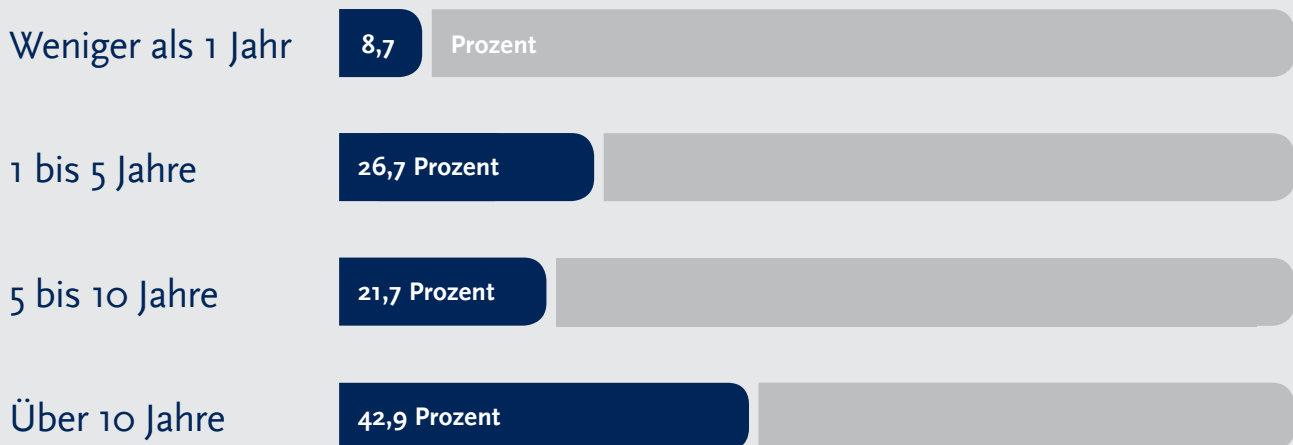 Weniger als 1 Jahr 8,7 Prozent
1 bis 5 Jahre 26,7 Prozent
5 bis 10 Jahre 21,7 Prozent
Über 10 Jahre 42,9 Prozent